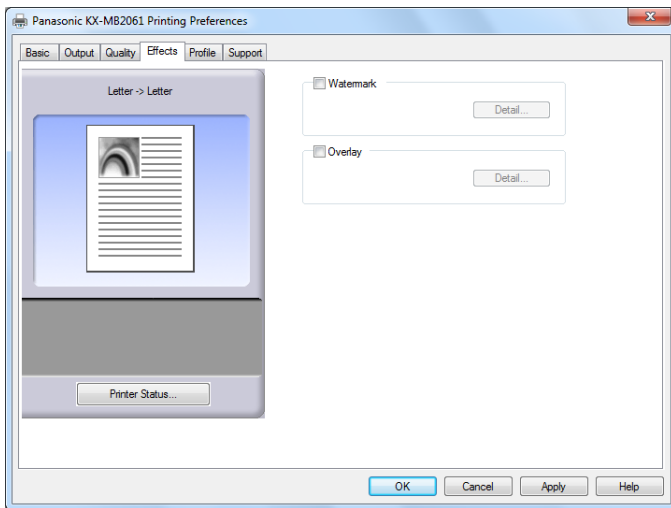 Panasonic KX-MB2061 Printing Preferences
Basic Output Quality Effects Profile Support
Letter -> Letter
Watermark
Detail...
Overlay
Detail...
Printer Status...
OK Cancel Apply Help